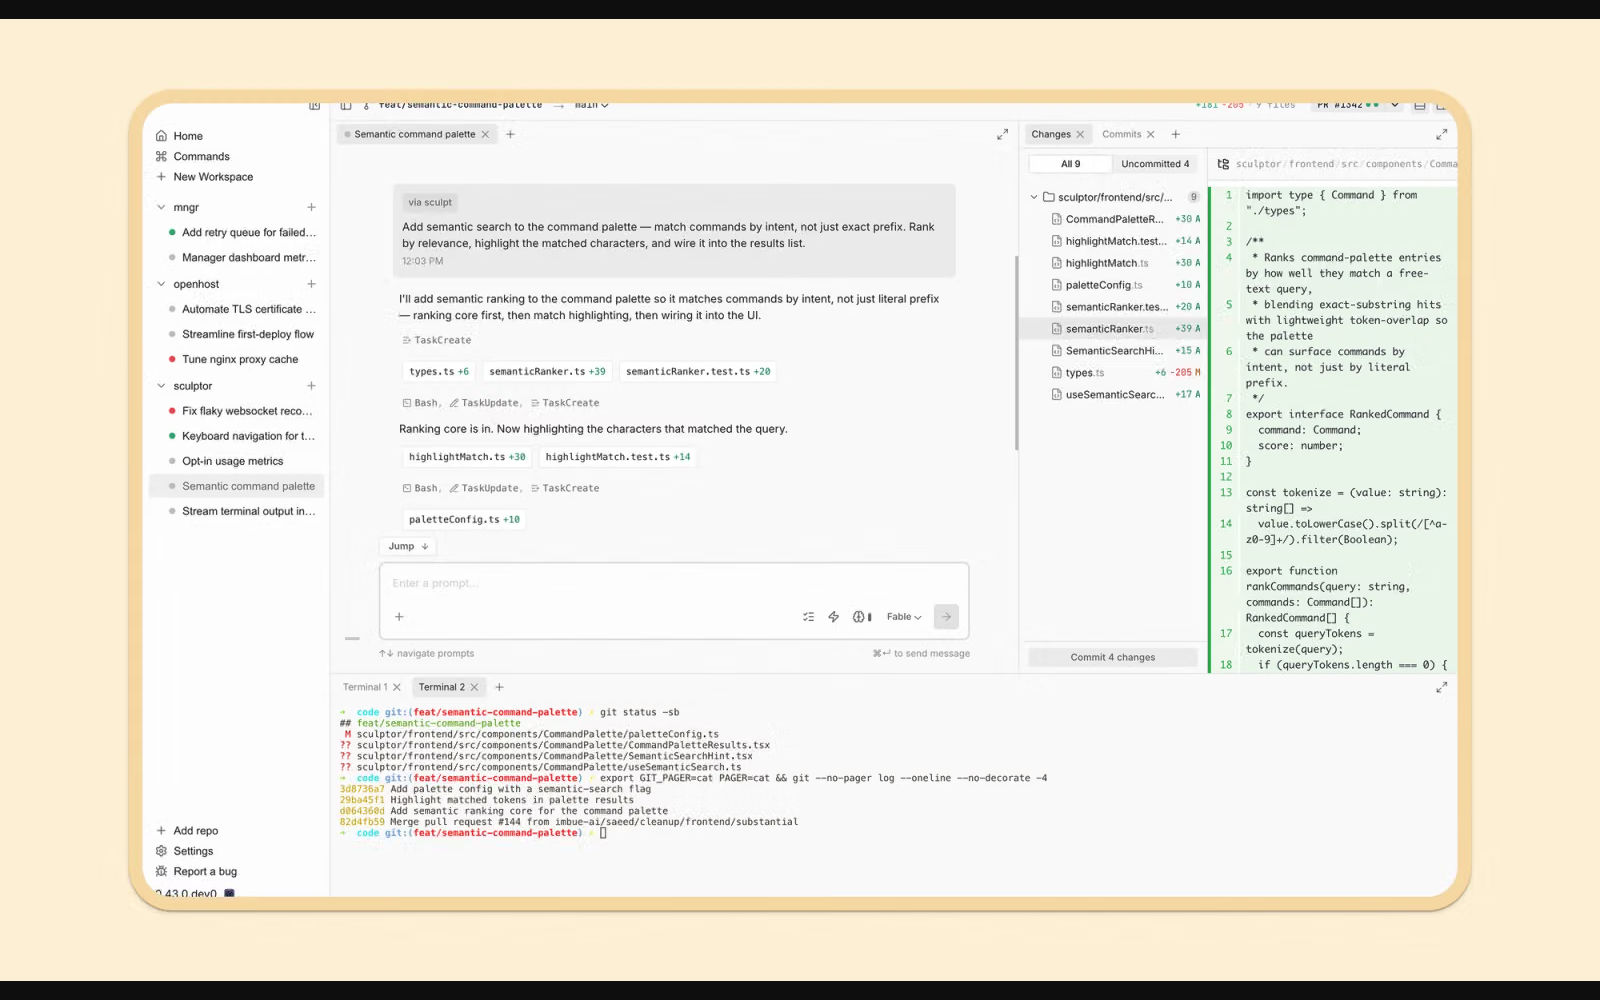 feat/semantic-command-palette → main
+181 -205 · 9 files
PR #1342
Home
Commands
New Workspace
mngr
Add retry queue for failed...
Manager dashboard metr...
openhost
Automate TLS certificate ...
Streamline first-deploy flow
Tune nginx proxy cache
sculptor
Fix flaky websocket reco...
Keyboard navigation for t...
Opt-in usage metrics
Semantic command palette
Stream terminal output in...
Add repo
Settings
Report a bug
0.43.0.dev0
Semantic command palette
via sculpt
Add semantic search to the command palette — match commands by intent, not just exact prefix. Rank
by relevance, highlight the matched characters, and wire it into the results list.
12:03 PM
I'll add semantic ranking to the command palette so it matches commands by intent, not just literal prefix
— ranking core first, then match highlighting, then wiring it into the UI.
TaskCreate
types.ts +6 semanticRanker.ts +39 semanticRanker.test.ts +20
Bash, TaskUpdate, TaskCreate
Ranking core is in. Now highlighting the characters that matched the query.
highlightMatch.ts +30 highlightMatch.test.ts +14
Bash, TaskUpdate, TaskCreate
paletteConfig.ts +10
Jump ↓
Enter a prompt...
Fable
↑↓ navigate prompts
⌘↵ to send message
Changes Commits
All 9 Uncommitted 4
sculptor/frontend/src/... 9
CommandPaletteR... +30 A
highlightMatch.test... +14 A
highlightMatch.ts +30 A
paletteConfig.ts +10 A
semanticRanker.tes... +20 A
semanticRanker.ts +39 A
SemanticSearchHi... +15 A
types.ts +6 -205 M
useSemanticSearc... +17 A
Commit 4 changes
sculptor/frontend/src/components/Comma
1 import type { Command } from
"./types";
2
3 /**
4 * Ranks command-palette entries
by how well they match a free-
text query,
5 * blending exact-substring hits
with lightweight token-overlap so
the palette
6 * can surface commands by
intent, not just by literal
prefix.
7 */
8 export interface RankedCommand {
9 command: Command;
10 score: number;
11 }
12
13 const tokenize = (value: string):
string[] =>
14 value.toLowerCase().split(/[^a-
z0-9]+/).filter(Boolean);
15
16 export function
rankCommands(query: string,
commands: Command[]):
RankedCommand[] {
17 const queryTokens =
tokenize(query);
18 if (queryTokens.length === 0) {
Terminal 1 Terminal 2
➜ code git:(feat/semantic-command-palette) ✗ git status -sb
## feat/semantic-command-palette
M sculptor/frontend/src/components/CommandPalette/paletteConfig.ts
?? sculptor/frontend/src/components/CommandPalette/CommandPaletteResults.tsx
?? sculptor/frontend/src/components/CommandPalette/SemanticSearchHint.tsx
?? sculptor/frontend/src/components/CommandPalette/useSemanticSearch.ts
➜ code git:(feat/semantic-command-palette) ✗ export GIT_PAGER=cat PAGER=cat && git --no-pager log --oneline --no-decorate -4
3d8736a7 Add palette config with a semantic-search flag
29ba45f1 Highlight matched tokens in palette results
d064360d Add semantic ranking core for the command palette
82d4fb59 Merge pull request #144 from imbue-ai/saeed/cleanup/frontend/substantial
➜ code git:(feat/semantic-command-palette) ✗